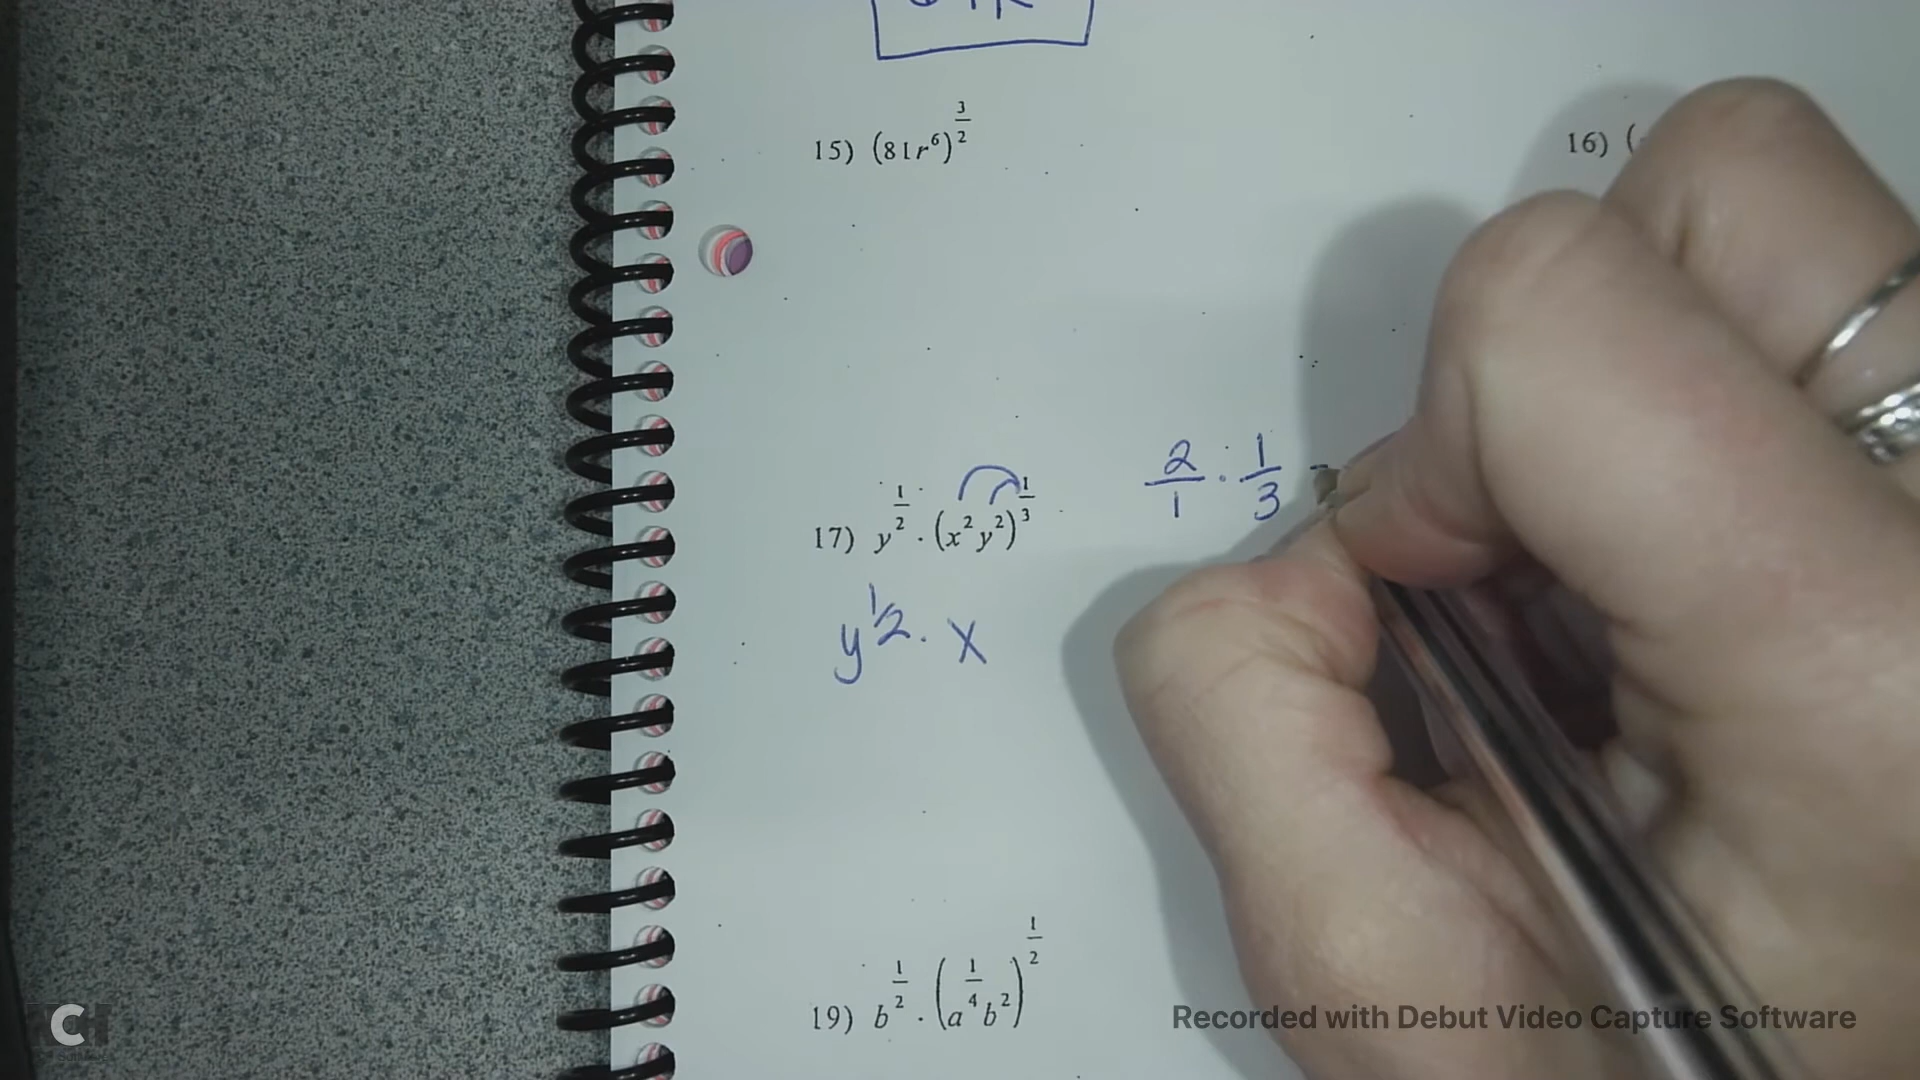 15) (81r⁶)^(3/2)
16) (
17) y^(1/2) · (x²y²)^(1/3)
2/1 · 1/3
y^(1/2) · x
19) b^(1/2) · (a^(1/4)b²)^(1/2)
Recorded with Debut Video Capture Software